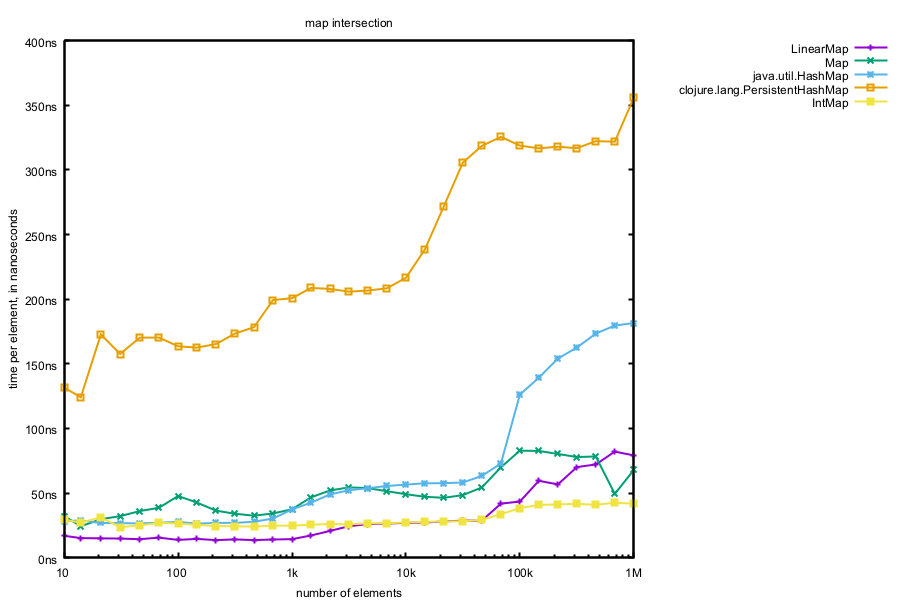 map intersection
LinearMap
Map
java.util.HashMap
clojure.lang.PersistentHashMap
IntMap
400ns
350ns
300ns
250ns
200ns
150ns
100ns
50ns
0ns
time per element, in nanoseconds
10 100 1k 10k 100k 1M
number of elements